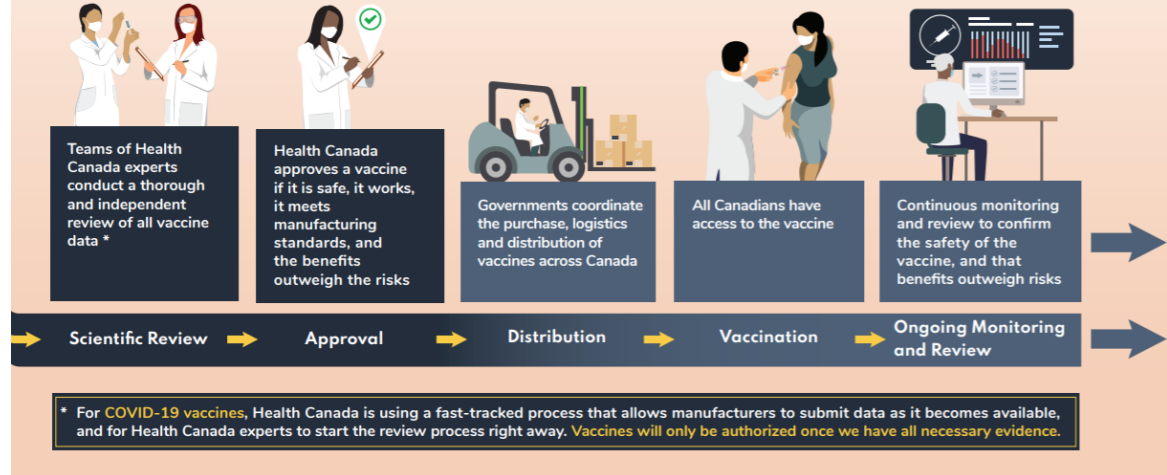 Teams of Health
Canada experts
conduct a thorough
and independent
review of all vaccine
data *
Health Canada
approves a vaccine
if it is safe, it works,
it meets
manufacturing
standards, and
the benefits
outweigh the risks
Governments coordinate
the purchase, logistics
and distribution of
vaccines across Canada
All Canadians have
access to the vaccine
Continuous monitoring
and review to confirm
the safety of the
vaccine, and that
benefits outweigh risks
Scientific Review
Approval
Distribution
Vaccination
Ongoing Monitoring
and Review
* For COVID-19 vaccines, Health Canada is using a fast-tracked process that allows manufacturers to submit data as it becomes available,
and for Health Canada experts to start the review process right away. Vaccines will only be authorized once we have all necessary evidence.